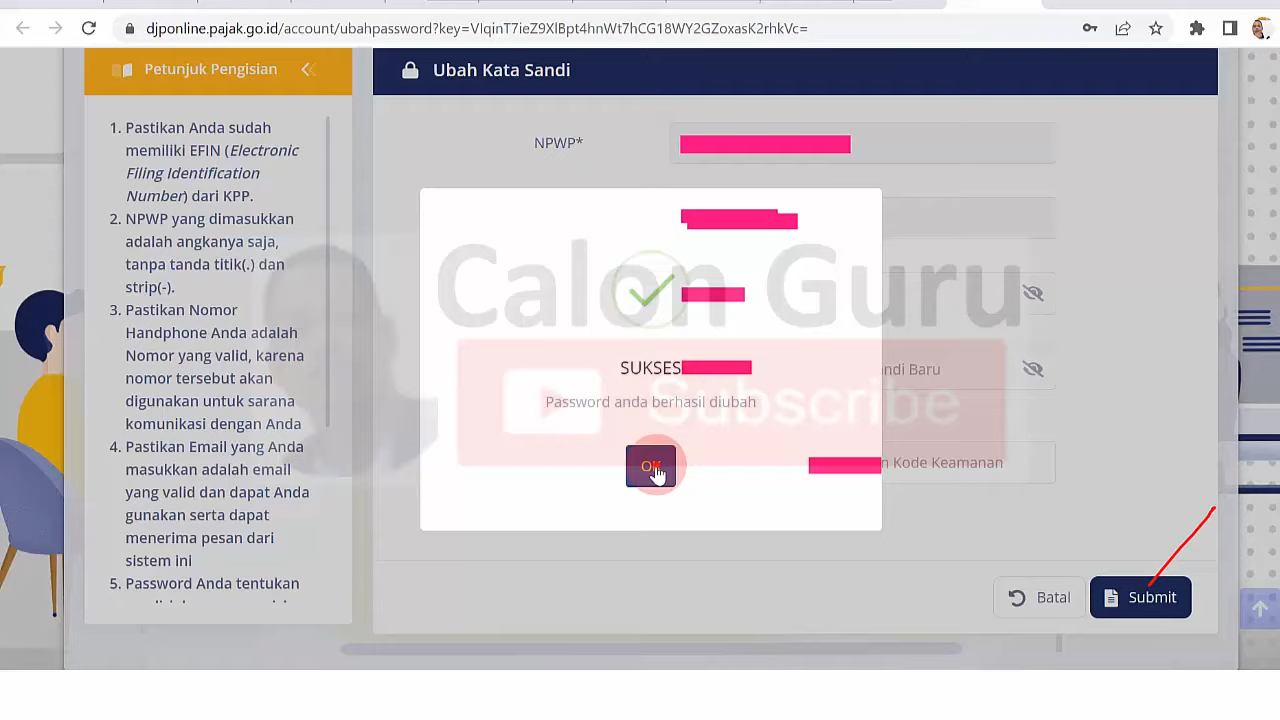 djponline.pajak.go.id/account/ubahpassword?key=VIqinT7ieZ9XlBpt4hnWt7hCG18WY2GZoxasK2rhkVc=
Petunjuk Pengisian
1. Pastikan Anda sudah
memiliki EFIN (Electronic
Filing Identification
Number) dari KPP.
2. NPWP yang dimasukkan
adalah angkanya saja,
tanpa tanda titik(.) dan
strip(-).
3. Pastikan Nomor
Handphone Anda adalah
Nomor yang valid, karena
nomor tersebut akan
digunakan untuk sarana
komunikasi dengan Anda
4. Pastikan Email yang Anda
masukkan adalah email
yang valid dan dapat Anda
gunakan serta dapat
menerima pesan dari
sistem ini
5. Password Anda tentukan
Ubah Kata Sandi
NPWP*
Calon Guru
SUKSES
ndi Baru
Password anda berhasil diubah
Subscribe
OK
n Kode Keamanan
Batal
Submit